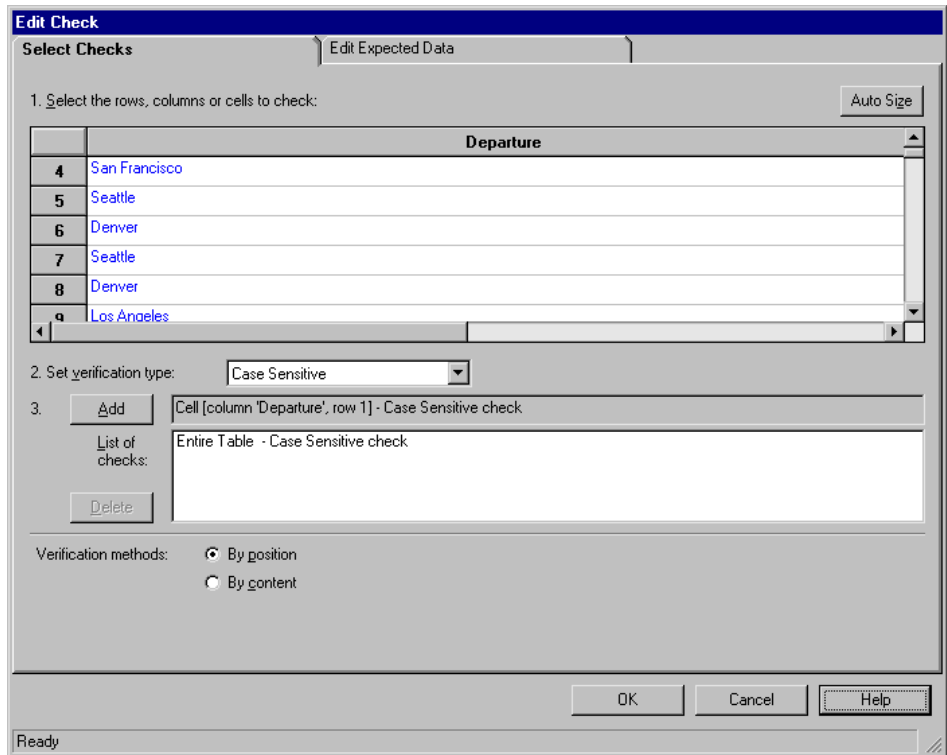 Edit Check
Select Checks
Edit Expected Data
1. Select the rows, columns or cells to check:
Auto Size
Departure
4 San Francisco
5 Seattle
6 Denver
7 Seattle
8 Denver
9 Los Angeles
2. Set verification type: Case Sensitive
3. Add Cell [column 'Departure', row 1] - Case Sensitive check
List of checks: Entire Table - Case Sensitive check
Delete
Verification methods: By position
By content
OK Cancel Help
Ready